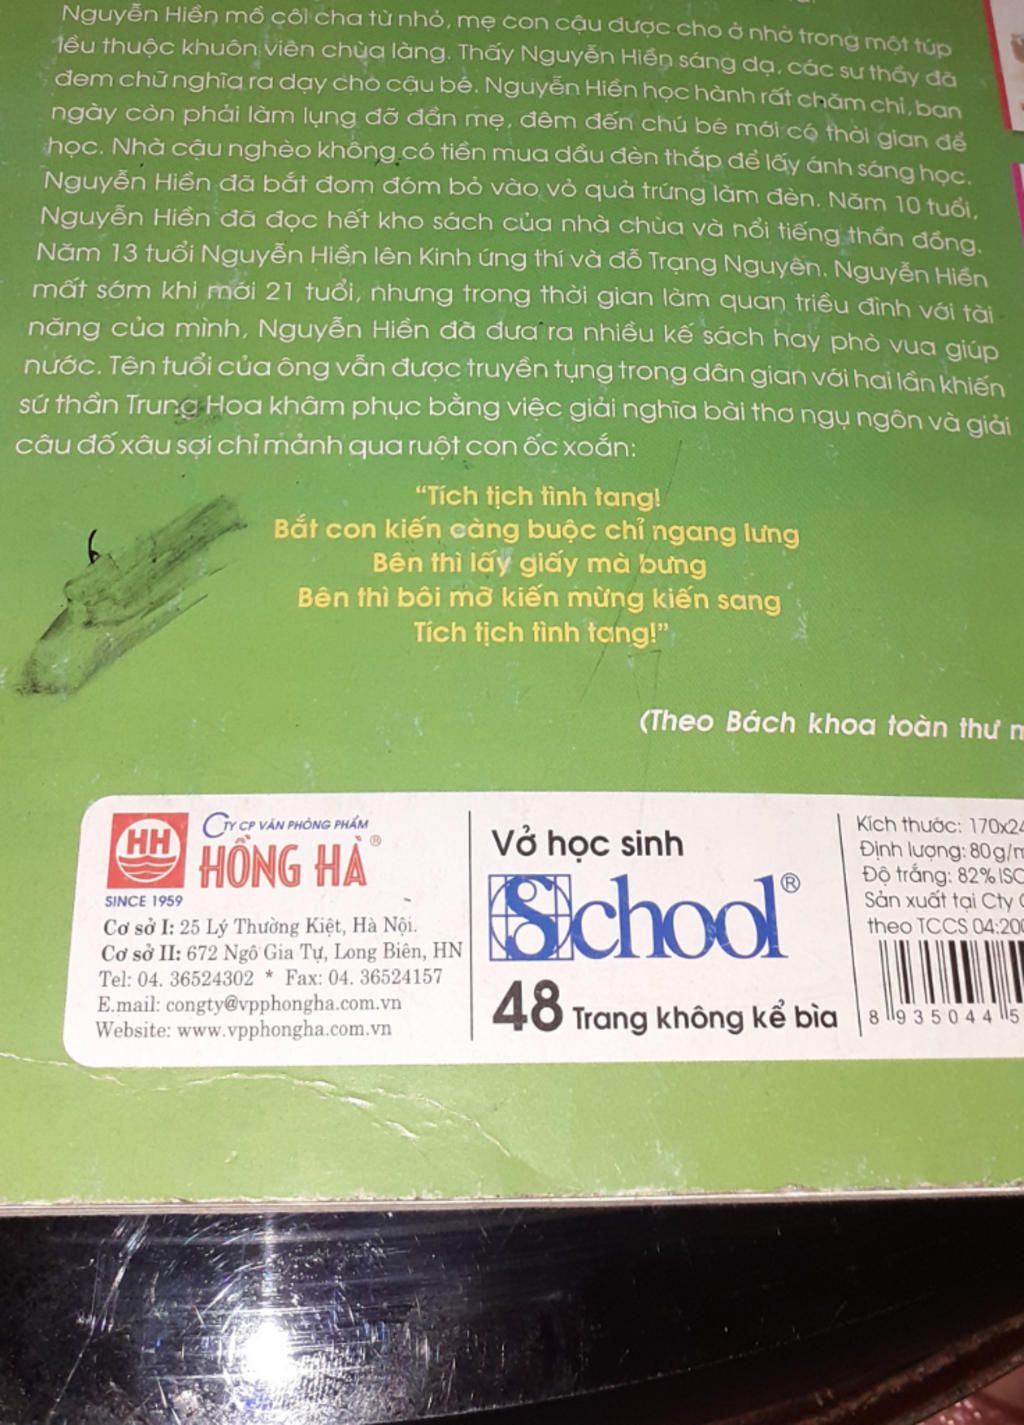 Nguyễn Hiền mồ côi cha từ nhỏ, mẹ con cậu được cho ở nhờ trong một túp
lều thuộc khuôn viên chùa làng. Thấy Nguyễn Hiền sáng dạ, các sư thầy đã
đem chữ nghĩa ra dạy cho cậu bé. Nguyễn Hiền học hành rất chăm chỉ, ban
ngày còn phải làm lụng đỡ đần mẹ, đêm đến chú bé mới có thời gian để
học. Nhà cậu nghèo không có tiền mua dầu đèn thắp để lấy ánh sáng học.
Nguyễn Hiền đã bắt đom đóm bỏ vào vỏ quả trứng làm đèn. Năm 10 tuổi,
Nguyễn Hiền đã đọc hết kho sách của nhà chùa và nổi tiếng thần đồng.
Năm 13 tuổi Nguyễn Hiền lên Kinh ứng thí và đỗ Trạng Nguyên. Nguyễn Hiền
mất sớm khi mới 21 tuổi, nhưng trong thời gian làm quan triều đình với tài
năng của mình, Nguyễn Hiền đã đưa ra nhiều kế sách hay phò vua giúp
nước. Tên tuổi của ông vẫn được truyền tụng trong dân gian với hai lần khiến
sứ thần Trung Hoa khâm phục bằng việc giải nghĩa bài thơ ngụ ngôn và giải
câu đố xâu sợi chỉ mảnh qua ruột con ốc xoắn:
“Tích tịch tình tang!
Bắt con kiến càng buộc chỉ ngang lưng
Bên thì lấy giấy mà bưng
Bên thì bôi mỡ kiến mừng kiến sang
Tích tịch tình tang!”
(Theo Bách khoa toàn thư
HH
CTY CP VĂN PHÒNG PHẨM
HỒNG HÀ®
SINCE 1959
Cơ sở I: 25 Lý Thường Kiệt, Hà Nội.
Cơ sở II: 672 Ngô Gia Tự, Long Biên, HN
Tel: 04. 36524302 * Fax: 04. 36524157
E.mail: congty@vpphongha.com.vn
Website: www.vpphongha.com.vn
Vở học sinh
School®
48 Trang không kể bìa
Kích thước: 170x24
Định lượng: 80g/m
Độ trắng: 82% ISO
Sản xuất tại Cty
theo TCCS 04:200
8 935044 5